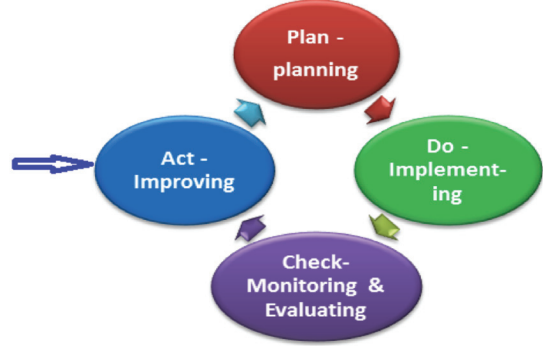 Plan -
planning
Do -
Implement-
ing
Check-
Monitoring &
Evaluating
Act -
Improving